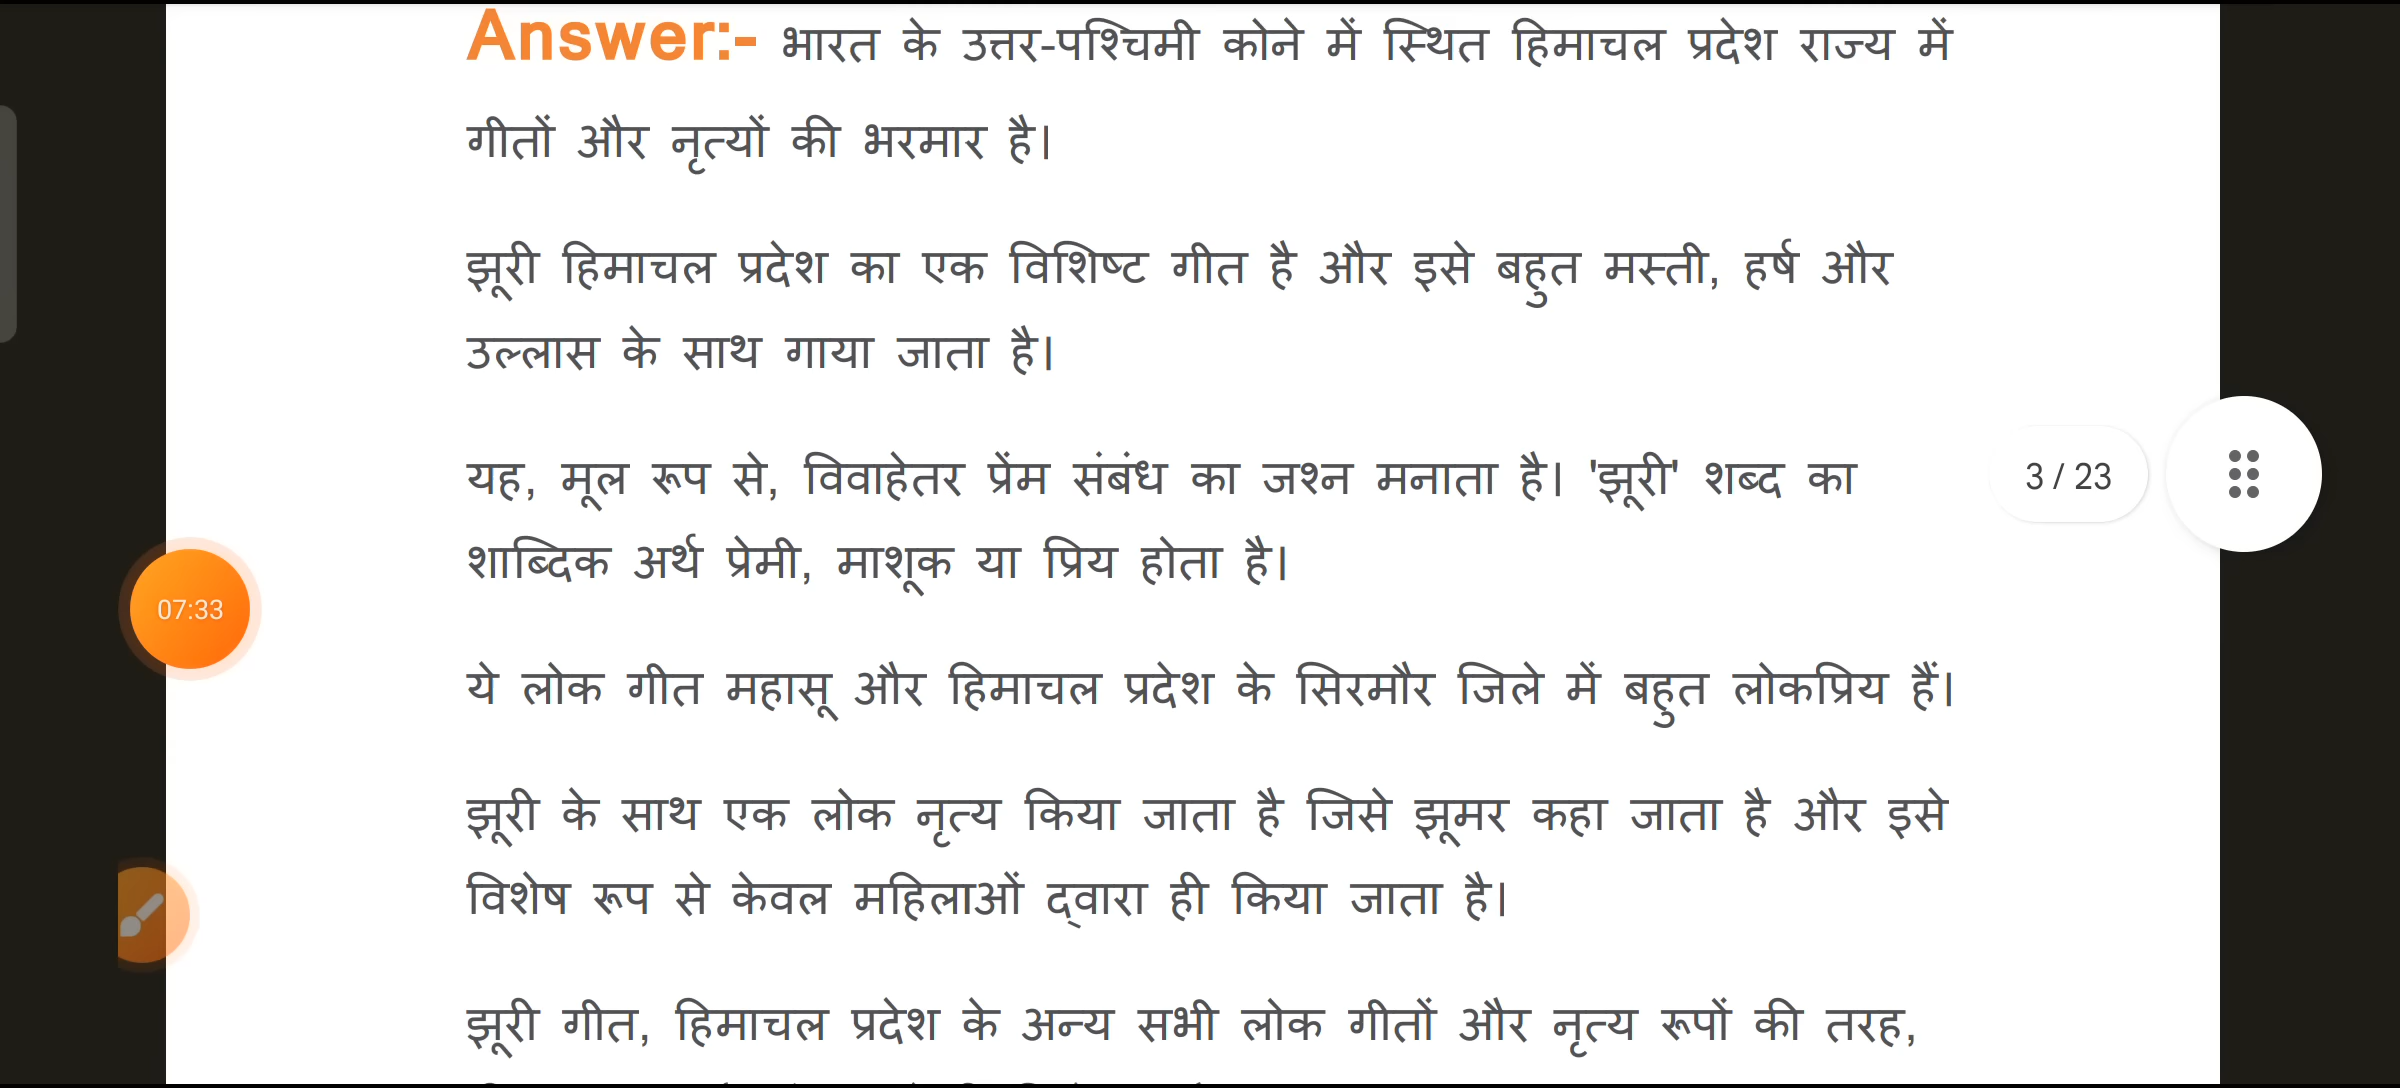 Answer:- भारत के उत्तर-पश्चिमी कोने में स्थित हिमाचल प्रदेश राज्य में
गीतों और नृत्यों की भरमार है।
झूरी हिमाचल प्रदेश का एक विशिष्ट गीत है और इसे बहुत मस्ती, हर्ष और
उल्लास के साथ गाया जाता है।
यह, मूल रूप से, विवाहेतर प्रेंम संबंध का जश्न मनाता है। 'झूरी' शब्द का
शाब्दिक अर्थ प्रेमी, माशूक या प्रिय होता है।
3 / 23
07:33
ये लोक गीत महासू और हिमाचल प्रदेश के सिरमौर जिले में बहुत लोकप्रिय हैं।
झूरी के साथ एक लोक नृत्य किया जाता है जिसे झूमर कहा जाता है और इसे
विशेष रूप से केवल महिलाओं द्वारा ही किया जाता है।
झूरी गीत, हिमाचल प्रदेश के अन्य सभी लोक गीतों और नृत्य रूपों की तरह,